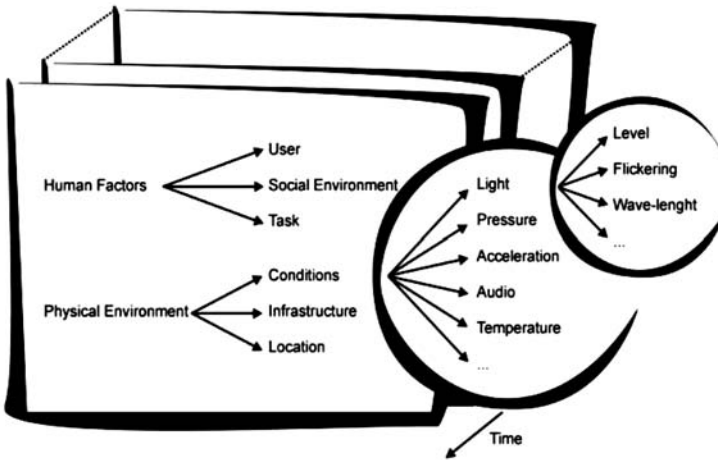 Human Factors
User
Social Environment
Task
Physical Environment
Conditions
Infrastructure
Location
Light
Pressure
Acceleration
Audio
Temperature
...
Level
Flickering
Wave-lenght
...
Time